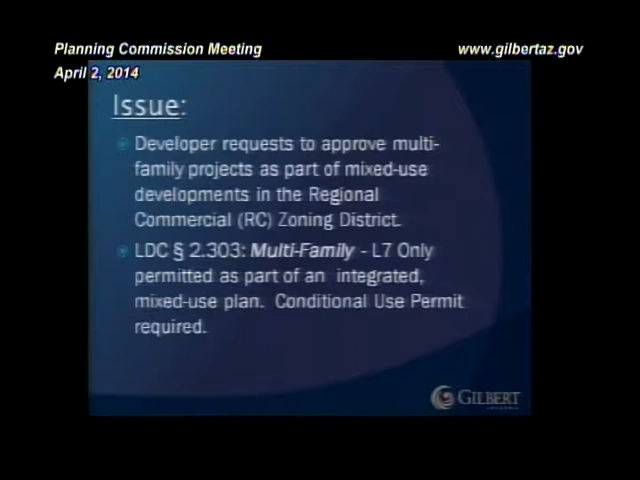 Planning Commission Meeting
www.gilbertaz.gov
April 2, 2014
Issue:
Developer requests to approve multi-
family projects as part of mixed-use
developments in the Regional
Commercial (RC) Zoning District.
LDC § 2.303: Multi-Family - L7 Only
permitted as part of an integrated,
mixed-use plan. Conditional Use Permit
required.
GILBERT